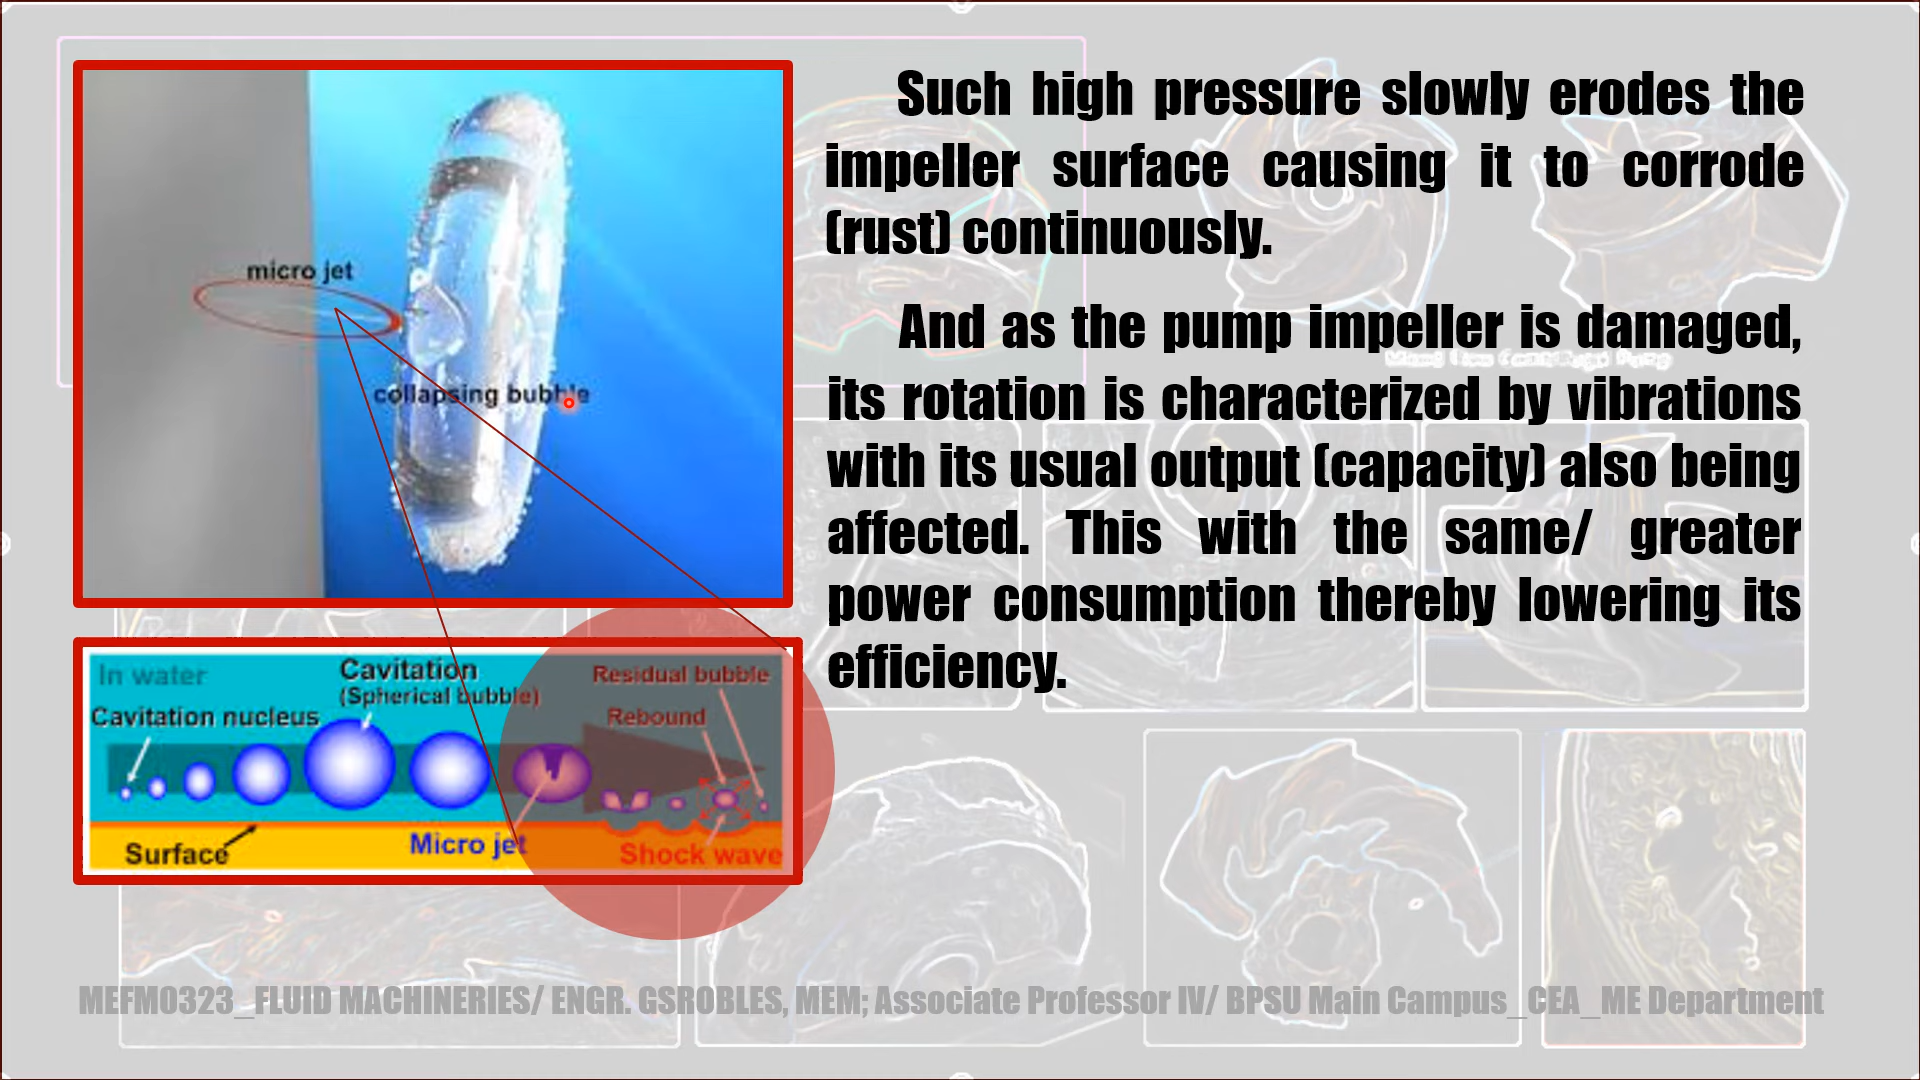 Such high pressure slowly erodes the
impeller surface causing it to corrode
(rust) continuously.
And as the pump impeller is damaged,
its rotation is characterized by vibrations
with its usual output (capacity) also being
affected. This with the same/ greater
power consumption thereby lowering its
efficiency.
micro jet
collapsing bubble
In water
Cavitation
(Spherical bubble)
Residual bubble
Cavitation nucleus
Rebound
Surface
Micro jet
Shock wave
MEFM0323_FLUID MACHINERIES/ ENGR. GSROBLES, MEM; Associate Professor IV/ BPSU Main Campus_CEA_ME Department